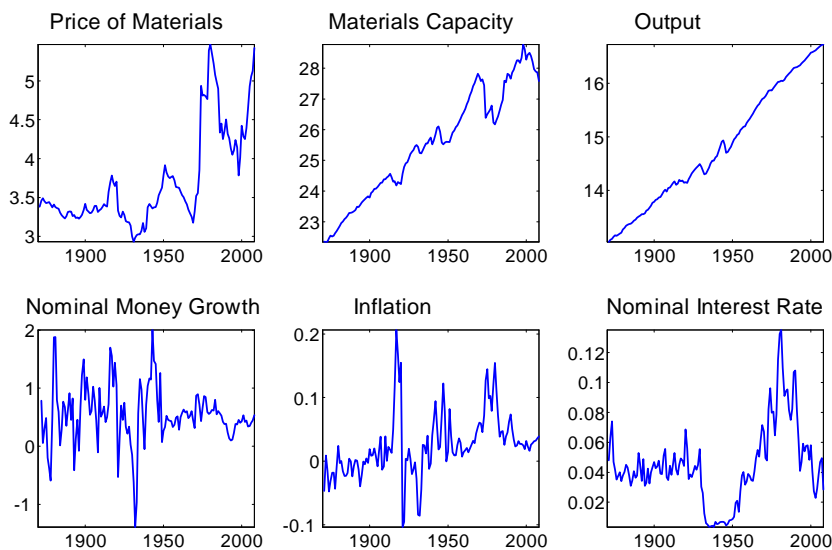 Price of Materials
Materials Capacity
Output
5
4.5
4
3.5
3
1900 1950 2000
28
27
26
25
24
23
1900 1950 2000
16
15
14
1900 1950 2000
Nominal Money Growth
Inflation
Nominal Interest Rate
2
1
0
-1
1900 1950 2000
0.2
0.1
0
-0.1
1900 1950 2000
0.12
0.1
0.08
0.06
0.04
0.02
1900 1950 2000